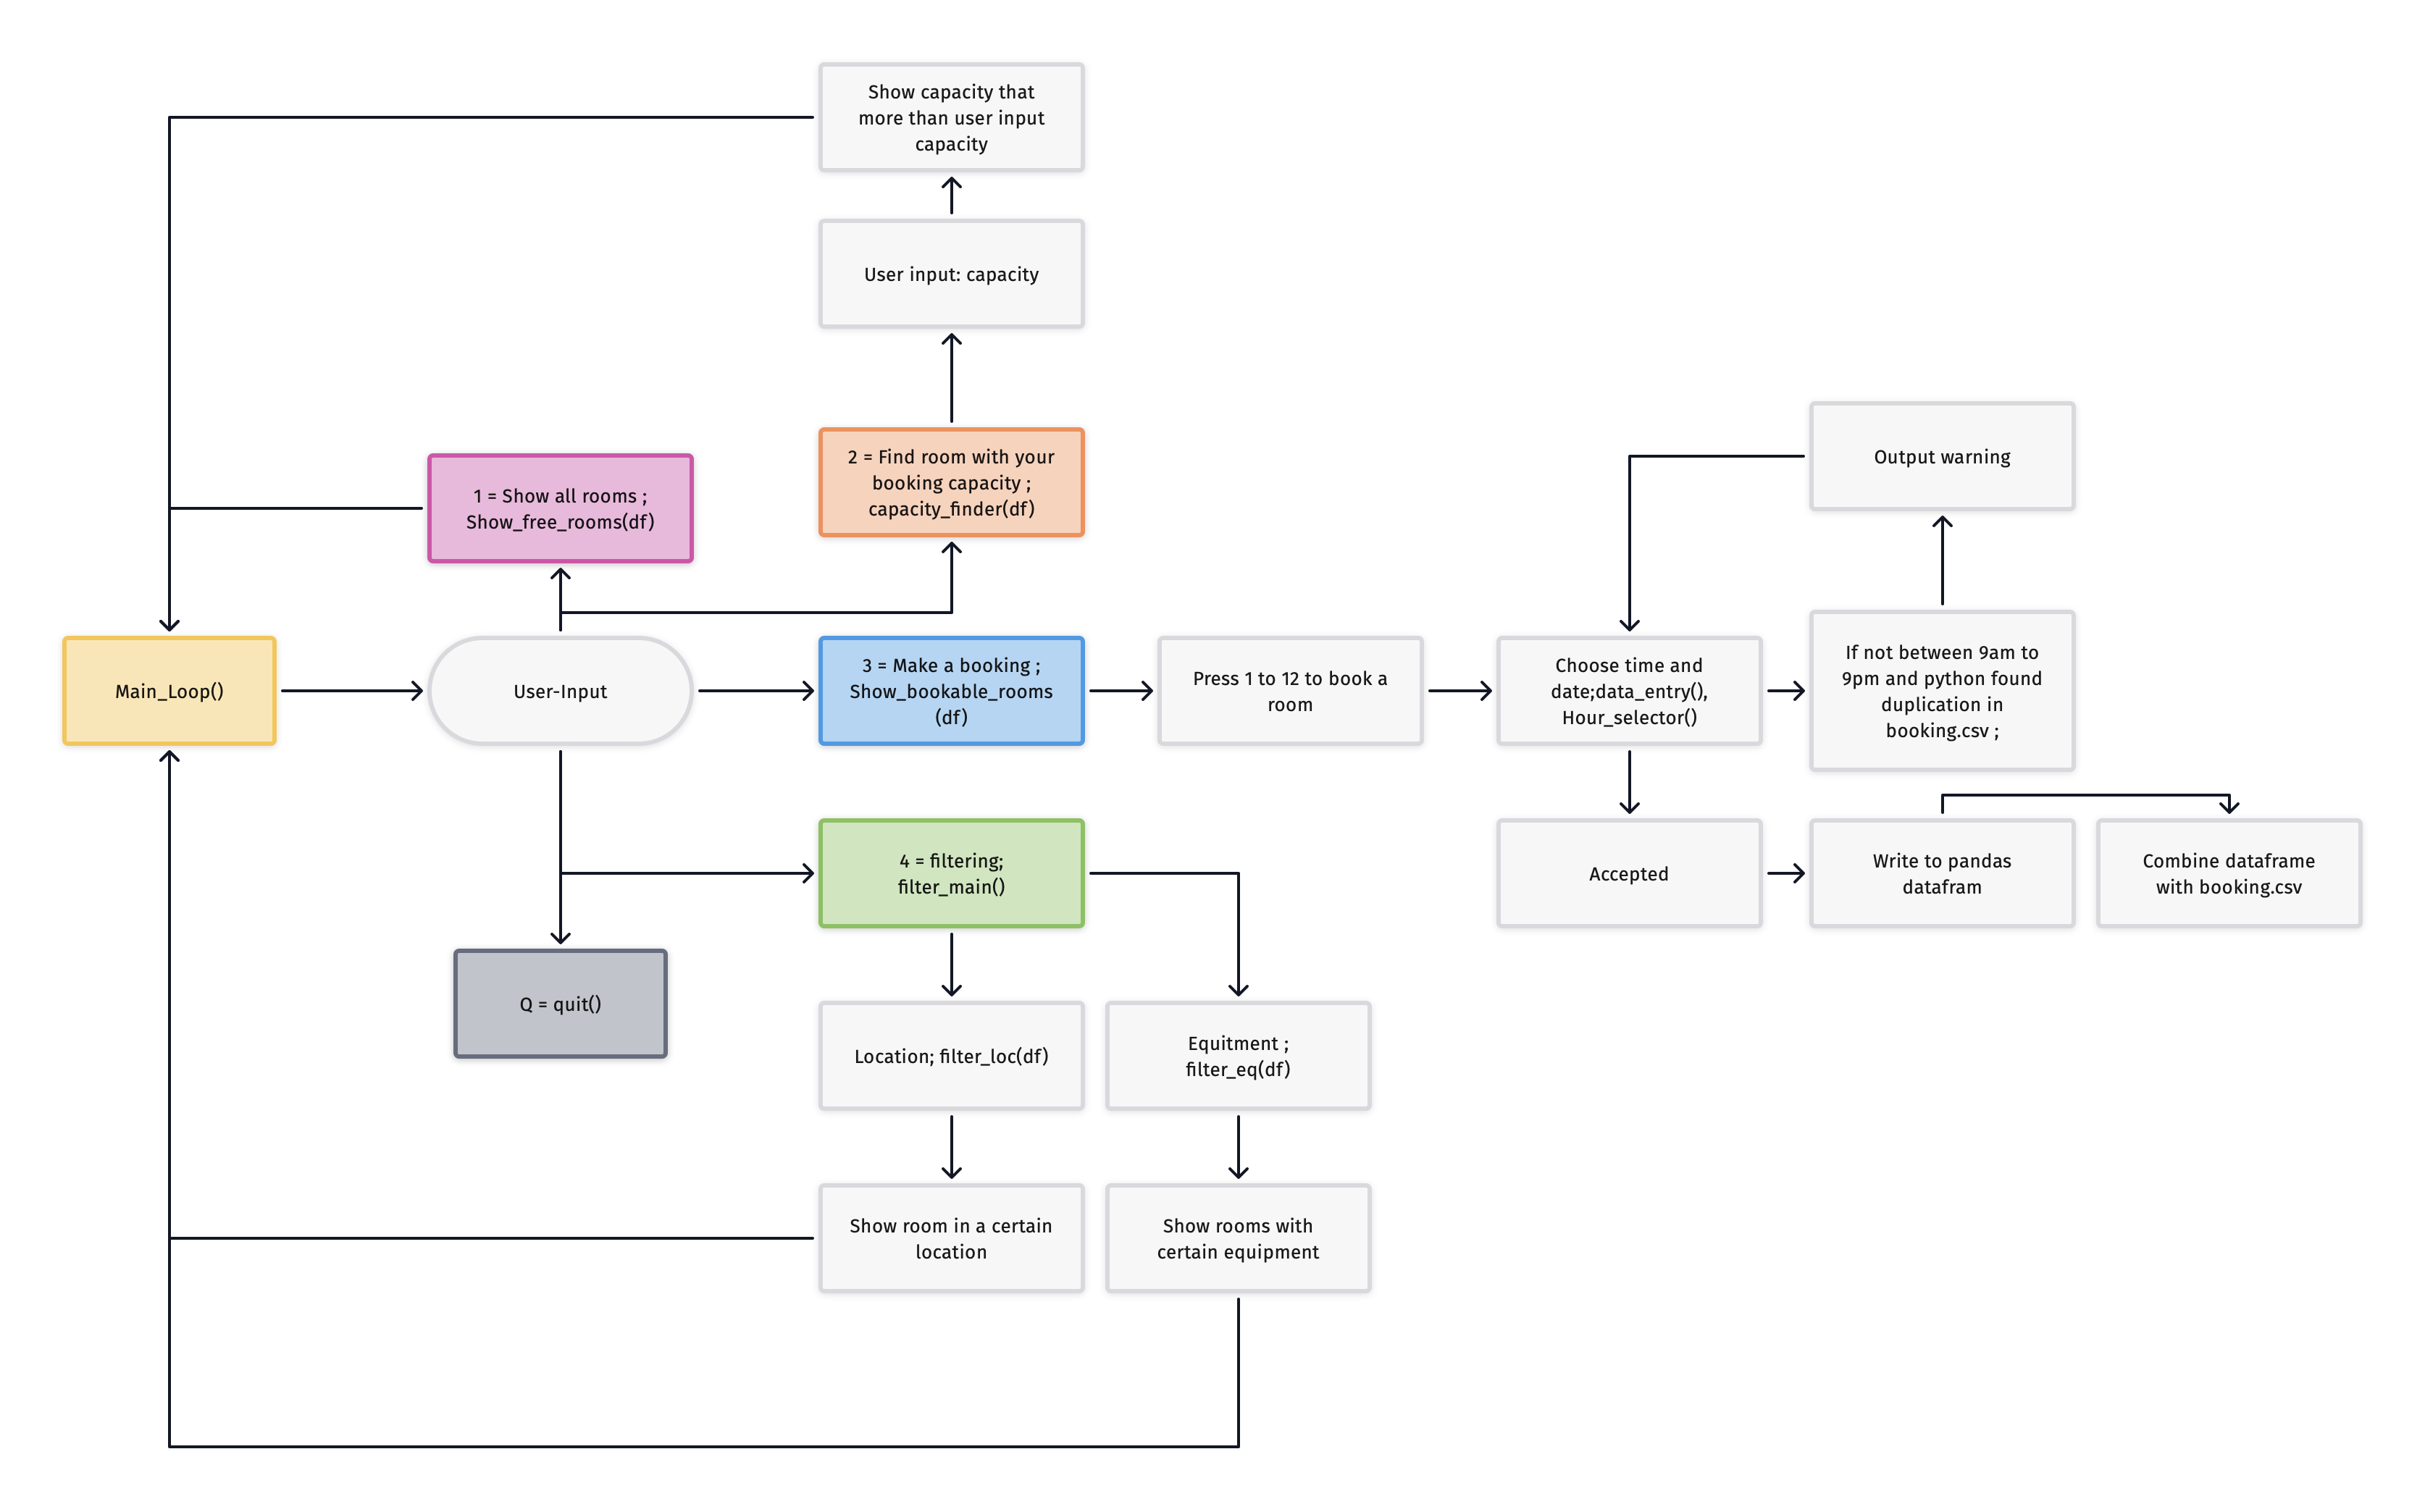 Show capacity that
more than user input
capacity
User input: capacity
1 = Show all rooms ;
Show_free_rooms(df)
2 = Find room with your
booking capacity ;
capacity_finder(df)
Output warning
Main_Loop()
User-Input
3 = Make a booking ;
Show_bookable_rooms
(df)
Press 1 to 12 to book a
room
Choose time and
date;data_entry(),
Hour_selector()
If not between 9am to
9pm and python found
duplication in
booking.csv ;
4 = filtering;
filter_main()
Accepted
Write to pandas
datafram
Combine dataframe
with booking.csv
Q = quit()
Location; filter_loc(df)
Equitment ;
filter_eq(df)
Show room in a certain
location
Show rooms with
certain equipment